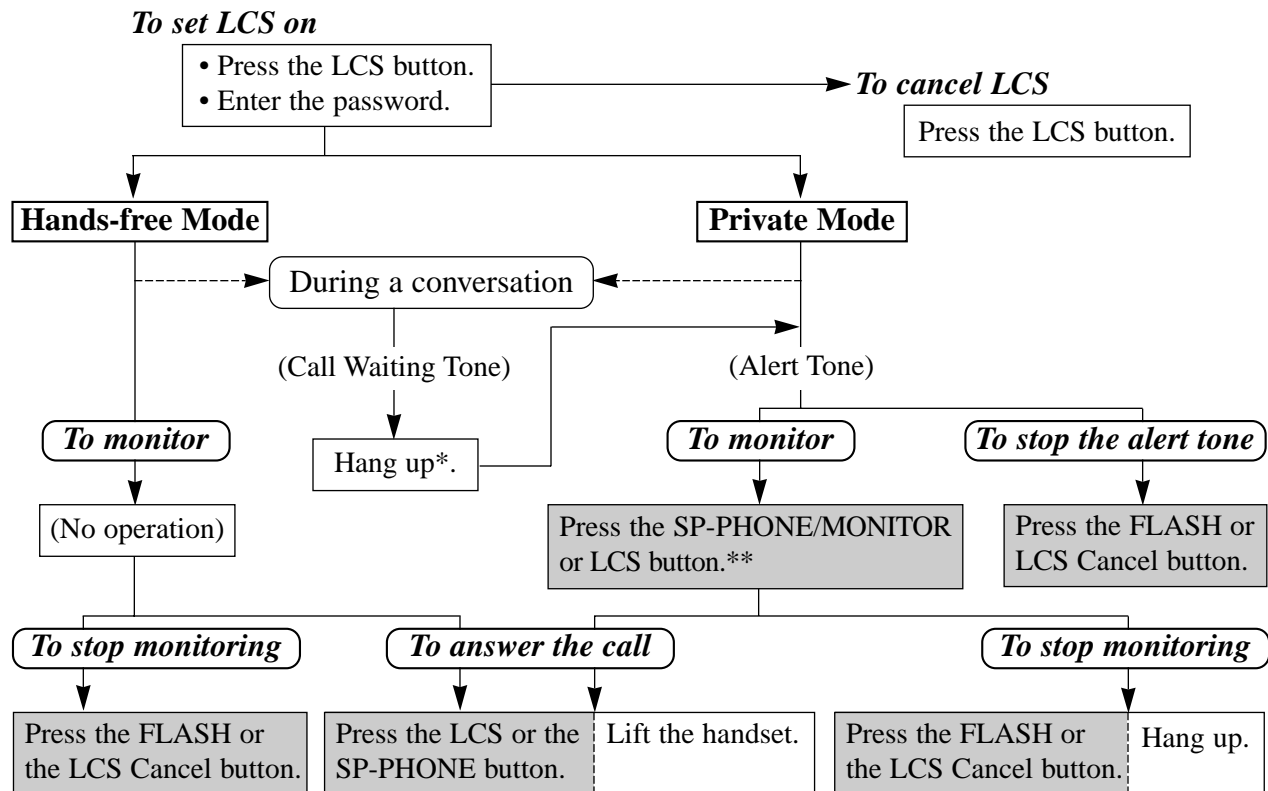 To set LCS on
• Press the LCS button.
• Enter the password.
To cancel LCS
Press the LCS button.
Hands-free Mode
Private Mode
During a conversation
(Call Waiting Tone)
(Alert Tone)
To monitor
Hang up*.
To monitor
To stop the alert tone
(No operation)
Press the SP-PHONE/MONITOR
or LCS button.**
Press the FLASH or
LCS Cancel button.
To stop monitoring
To answer the call
To stop monitoring
Press the FLASH or
the LCS Cancel button.
Press the LCS or the
SP-PHONE button.
Lift the handset.
Press the FLASH or
the LCS Cancel button.
Hang up.